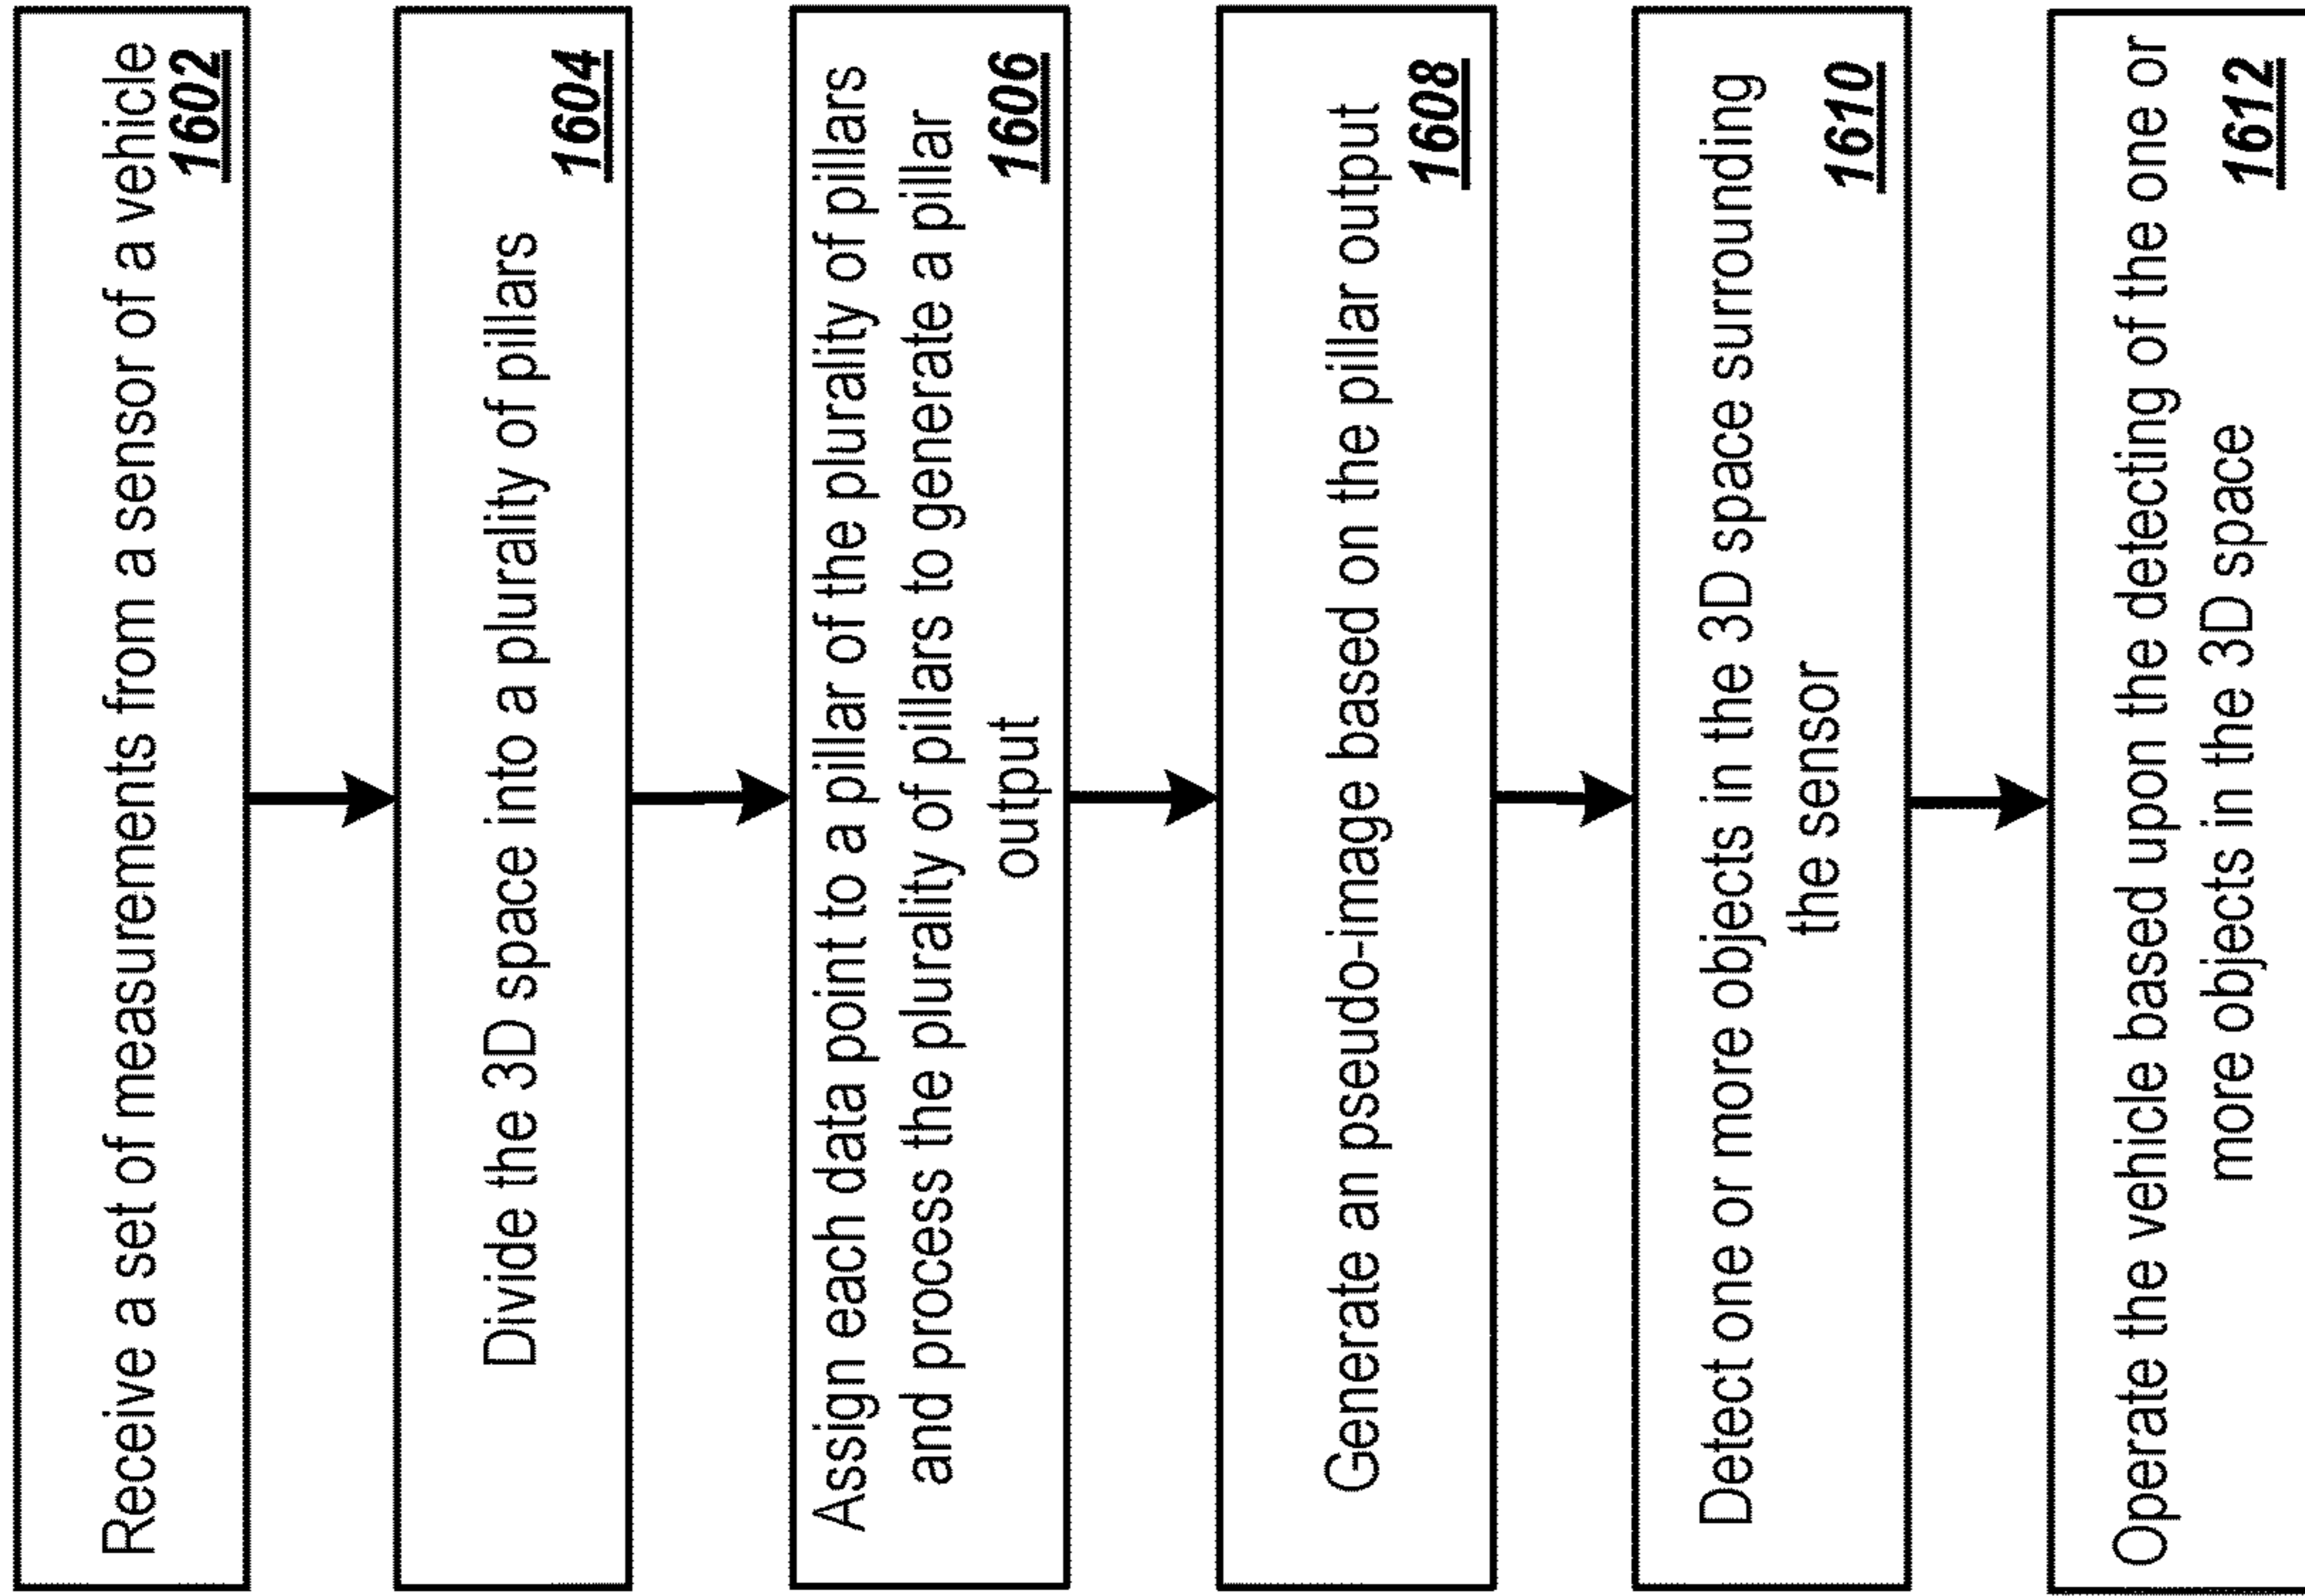 Receive a set of measurements from a sensor of a vehicle
1602
Divide the 3D space into a plurality of pillars
1604
Assign each data point to a pillar of the plurality of pillars
and process the plurality of pillars to generate a pillar
output
1606
Generate an pseudo-image based on the pillar output
1608
Detect one or more objects in the 3D space surrounding
the sensor
1610
Operate the vehicle based upon the detecting of the one or
more objects in the 3D space
1612